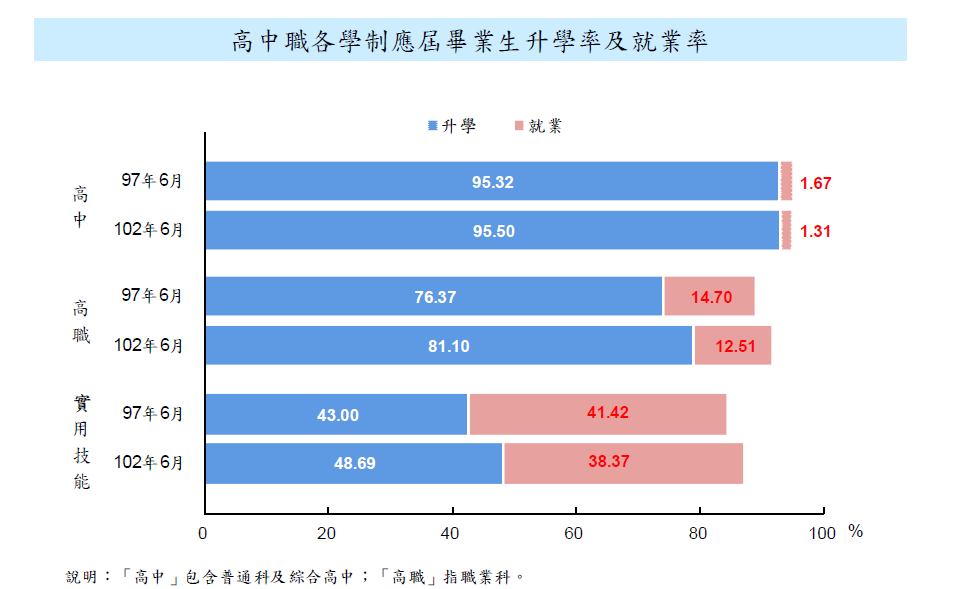 高中職各學制應屆畢業生升學率及就業率
升學 就業
高中
97年6月 95.32 1.67
102年6月 95.50 1.31
高職
97年6月 76.37 14.70
102年6月 81.10 12.51
實用技能
97年6月 43.00 41.42
102年6月 48.69 38.37
0 20 40 60 80 100 %
說明：「高中」包含普通科及綜合高中；「高職」指職業科。